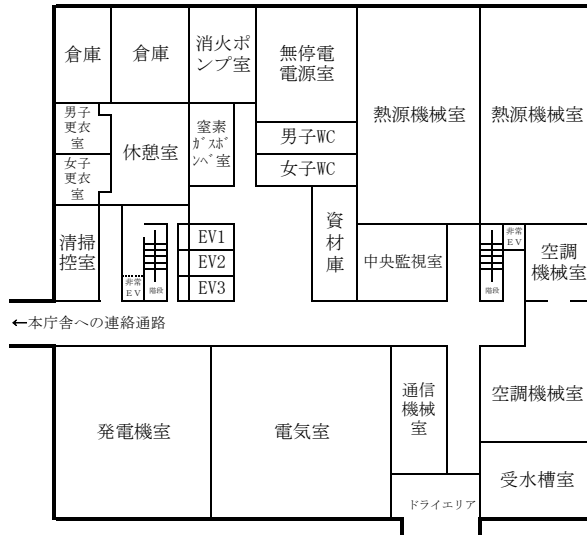 倉庫
倉庫
消火ポ
ンプ室
無停電
電源室
熱源機械室
熱源機械室
男子
更衣
室
休憩室
窒素
ｶﾞｽﾎﾞ
ﾝﾍﾞ室
男子WC
女子
更衣
室
女子WC
清掃
控室
非常
EV
階段
EV1
EV2
EV3
資
材
庫
中央監視室
階段
非常
EV
空調
機械室
←本庁舎への連絡通路
発電機室
電気室
通信
機械
室
空調機械室
受水槽室
ドライエリア